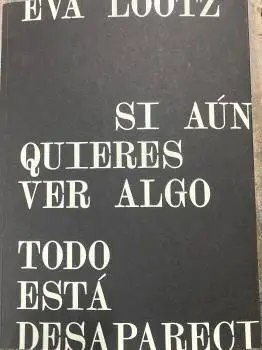 EVA LOOTZ
SI AÚN
QUIERES
VER ALGO
TODO
ESTÁ
DESAPARECI